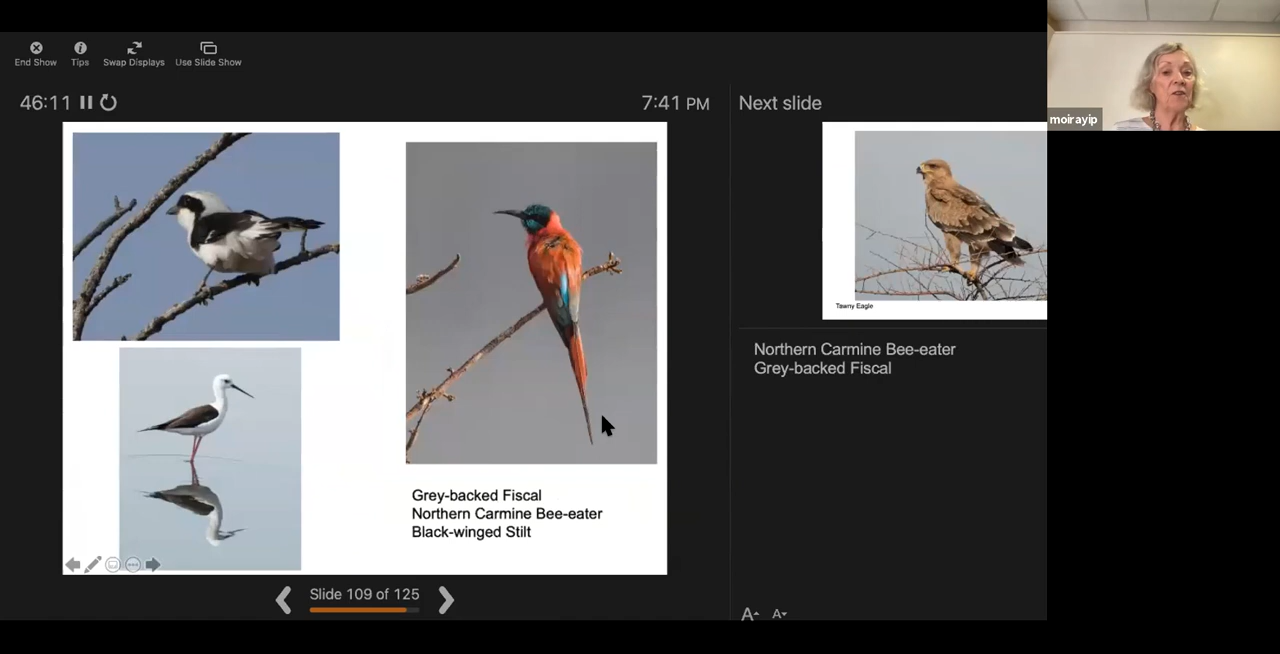 End Show
Tips
Swap Displays
Use Slide Show
46:11
7:41 PM
Next slide
moirayip
Tawny Eagle
Northern Carmine Bee-eater
Grey-backed Fiscal
Grey-backed Fiscal
Northern Carmine Bee-eater
Black-winged Stilt
Slide 109 of 125
A
A